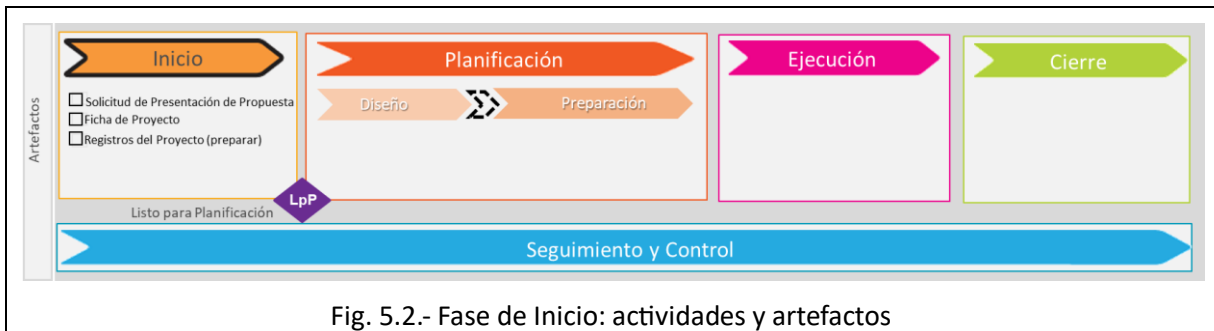 Artefactos
Inicio
Solicitud de Presentación de Propuesta
Ficha de Proyecto
Registros del Proyecto (preparar)
Planificación
Diseño
Preparación
Ejecución
Cierre
LpP
Listo para Planificación
Seguimiento y Control
Fig. 5.2.- Fase de Inicio: actividades y artefactos